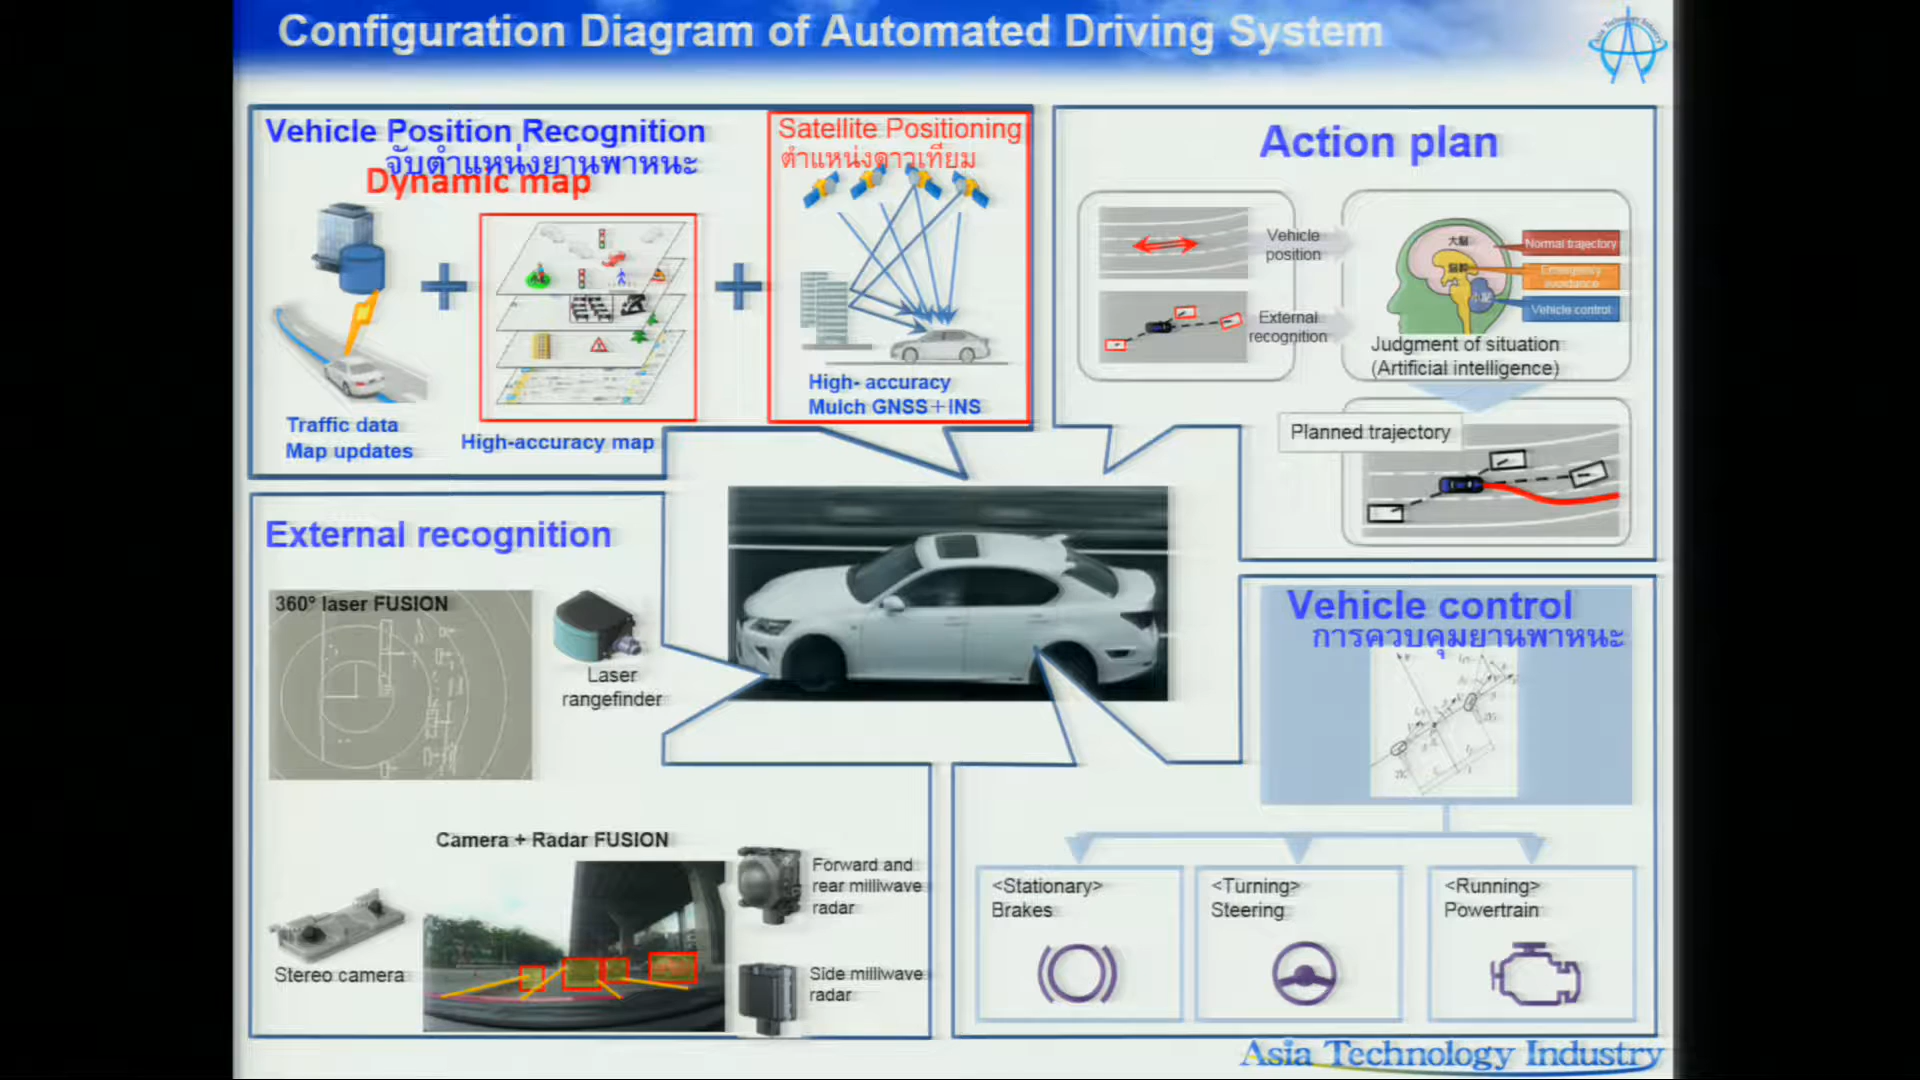 Configuration Diagram of Automated Driving System
Vehicle Position Recognition
จับตำแหน่งยานพาหนะ
Dynamic map
Traffic data
Map updates
High-accuracy map
Satellite Positioning
ตำแหน่งดาวเทียม
High- accuracy
Mulch GNSS+INS
Action plan
Vehicle
position
External
recognition
大脳
Normal trajectory
Emergency
avoidance
Vehicle control
Judgment of situation
(Artificial intelligence)
Planned trajectory
External recognition
360° laser FUSION
Laser
rangefinder
Camera + Radar FUSION
Stereo camera
Forward and
rear milliwave
radar
Side milliwave
radar
Vehicle control
การควบคุมยานพาหนะ
<Stationary>
Brakes
<Turning>
Steering
<Running>
Powertrain
Asia Technology Industry